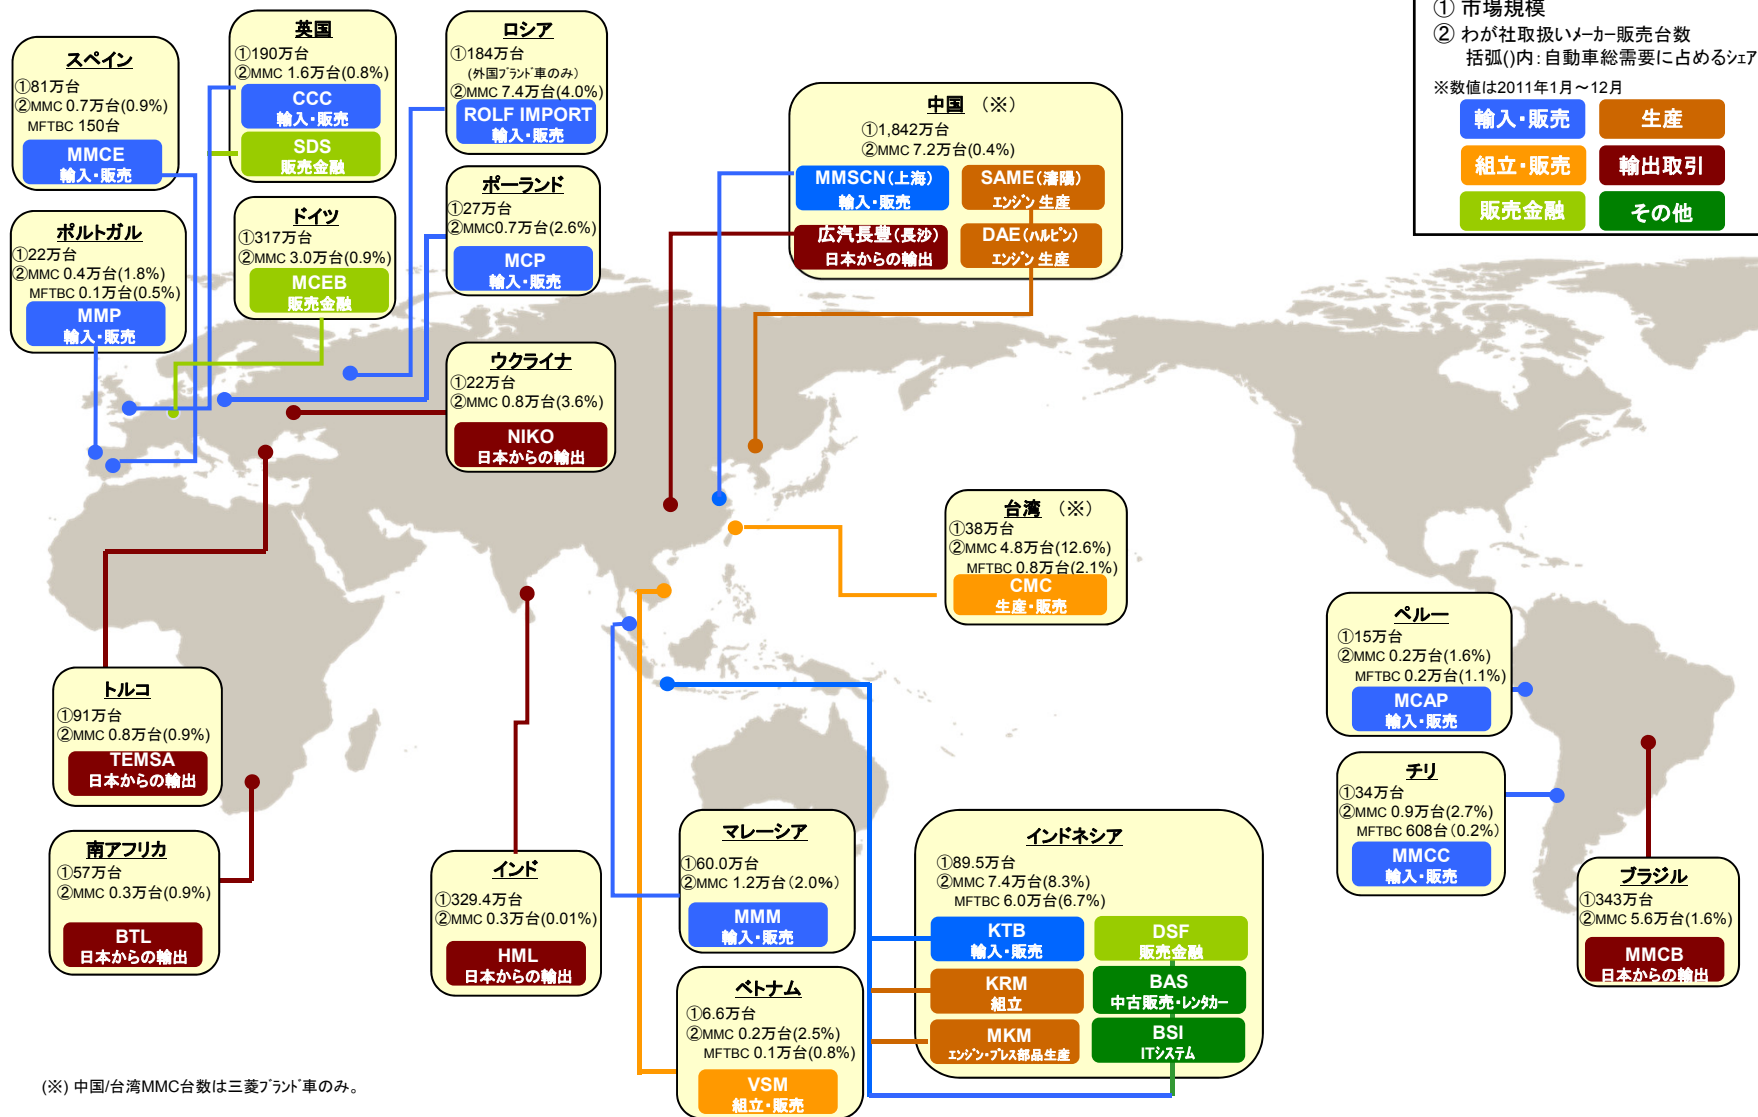 ① 市場規模
② わが社取扱いメーカー販売台数
括弧()内:自動車総需要に占めるシェア
※数値は2011年1月～12月
輸入・販売
生産
組立・販売
輸出取引
販売金融
その他
スペイン
①81万台
②MMC 0.7万台(0.9%)
MFTBC 150台
MMCE
輸入・販売
英国
①190万台
②MMC 1.6万台(0.8%)
CCC
輸入・販売
SDS
販売金融
ロシア
①184万台
(外国ブランド車のみ)
②MMC 7.4万台(4.0%)
ROLF IMPORT
輸入・販売
ポルトガル
①22万台
②MMC 0.4万台(1.8%)
MFTBC 0.1万台(0.5%)
MMP
輸入・販売
ドイツ
①317万台
②MMC 3.0万台(0.9%)
MCEB
販売金融
ポーランド
①27万台
②MMC0.7万台(2.6%)
MCP
輸入・販売
中国 (※)
①1,842万台
②MMC 7.2万台(0.4%)
MMSCN(上海)
輸入・販売
SAME(瀋陽)
エンジン 生産
広汽長豊(長沙)
日本からの輸出
DAE(ハルビン)
エンジン 生産
ウクライナ
①22万台
②MMC 0.8万台(3.6%)
NIKO
日本からの輸出
台湾 (※)
①38万台
②MMC 4.8万台(12.6%)
MFTBC 0.8万台(2.1%)
CMC
生産・販売
トルコ
①91万台
②MMC 0.8万台(0.9%)
TEMSA
日本からの輸出
南アフリカ
①57万台
②MMC 0.3万台(0.9%)
BTL
日本からの輸出
インド
①329.4万台
②MMC 0.3万台(0.01%)
HML
日本からの輸出
マレーシア
①60.0万台
②MMC 1.2万台(2.0%)
MMM
輸入・販売
ベトナム
①6.6万台
②MMC 0.2万台(2.5%)
MFTBC 0.1万台(0.8%)
VSM
組立・販売
インドネシア
①89.5万台
②MMC 7.4万台(8.3%)
MFTBC 6.0万台(6.7%)
KTB
輸入・販売
DSF
販売金融
KRM
組立
BAS
中古販売・レンタカー
MKM
エンジン・プレス部品生産
BSI
ITシステム
ペルー
①15万台
②MMC 0.2万台(1.6%)
MFTBC 0.2万台(1.1%)
MCAP
輸入・販売
チリ
①34万台
②MMC 0.9万台(2.7%)
MFTBC 608台(0.2%)
MMCC
輸入・販売
ブラジル
①343万台
②MMC 5.6万台(1.6%)
MMCB
日本からの輸出
(※) 中国/台湾MMC台数は三菱ブランド車のみ。